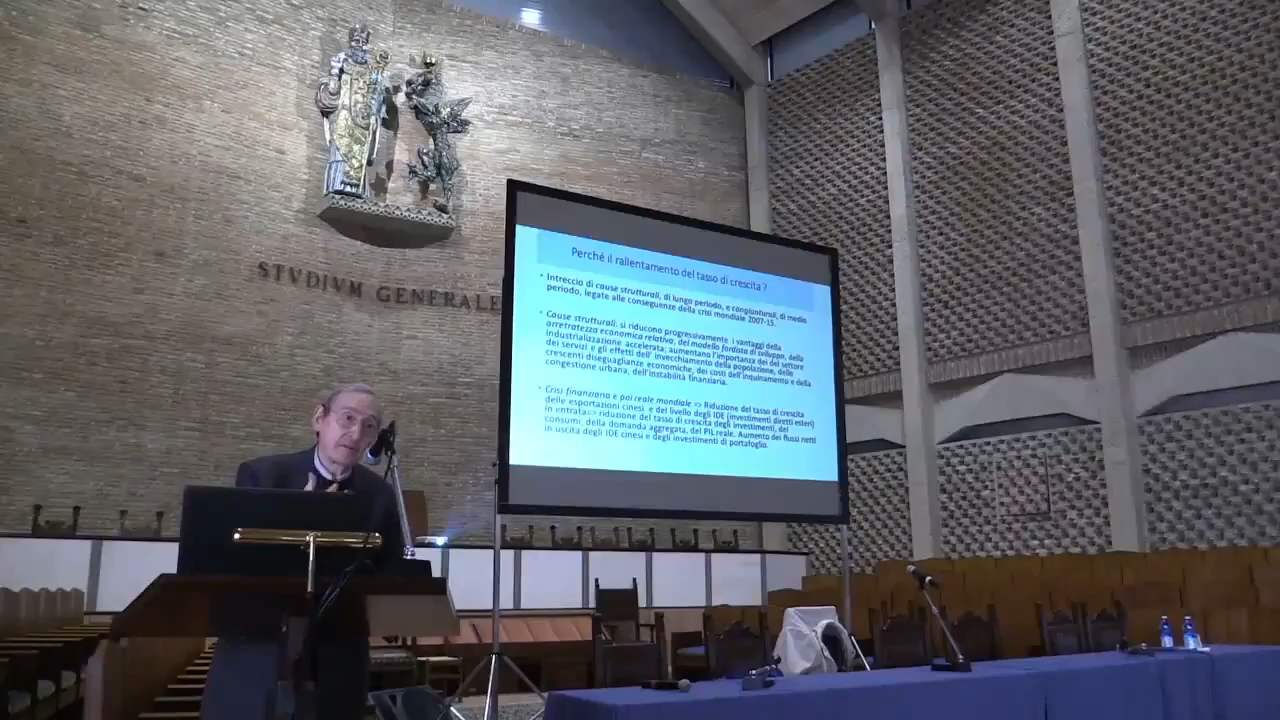 STVDIVM GENERALE
Perché il rallentamento del tasso di crescita ?
• Intreccio di cause strutturali, di lungo periodo, e congiunturali, di medio
periodo, legate alle conseguenze della crisi mondiale 2007-13.
• Cause strutturali: si riducono progressivamente i vantaggi della
arretratezza economica relativa, del modello fordista di sviluppo, della
industrializzazione accelerata; aumentano l'importanza dei del settore
dei servizi e gli effetti dell' invecchiamento della popolazione, delle
crescenti diseguaglianze economiche, dei costi dell'inquinamento e della
congestione urbana, dell'instabilità finanziaria.
• Crisi finanziaria e poi reale mondiale => Riduzione del tasso di crescita
delle esportazioni cinesi e del livello degli IDE (investimenti diretti esteri)
in entrata=> riduzione del tasso di crescita degli investimenti, dei
consumi, della domanda aggregata, del PIL reale. Aumento dei flussi netti
in uscita degli IDE cinesi e degli investimenti di portafoglio.